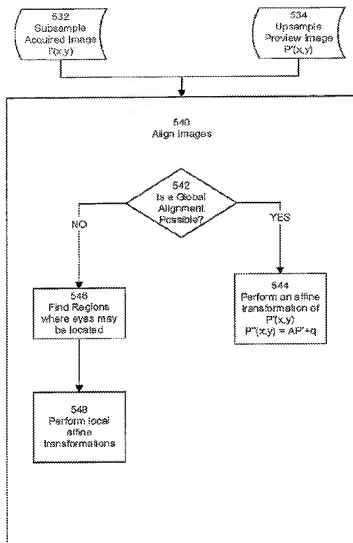 532
Subsample
Acquired Image
I'(x,y)
534
Upsample
Preview Image
P'(x,y)
540
Align Images
542
Is a Global
Alignment
Possible?
NO
YES
546
Find Regions
where eyes may
be located
544
Perform an affine
transformation of
P'(x,y)
P''(x,y) = AP'+q
548
Perform local
affine
transformations